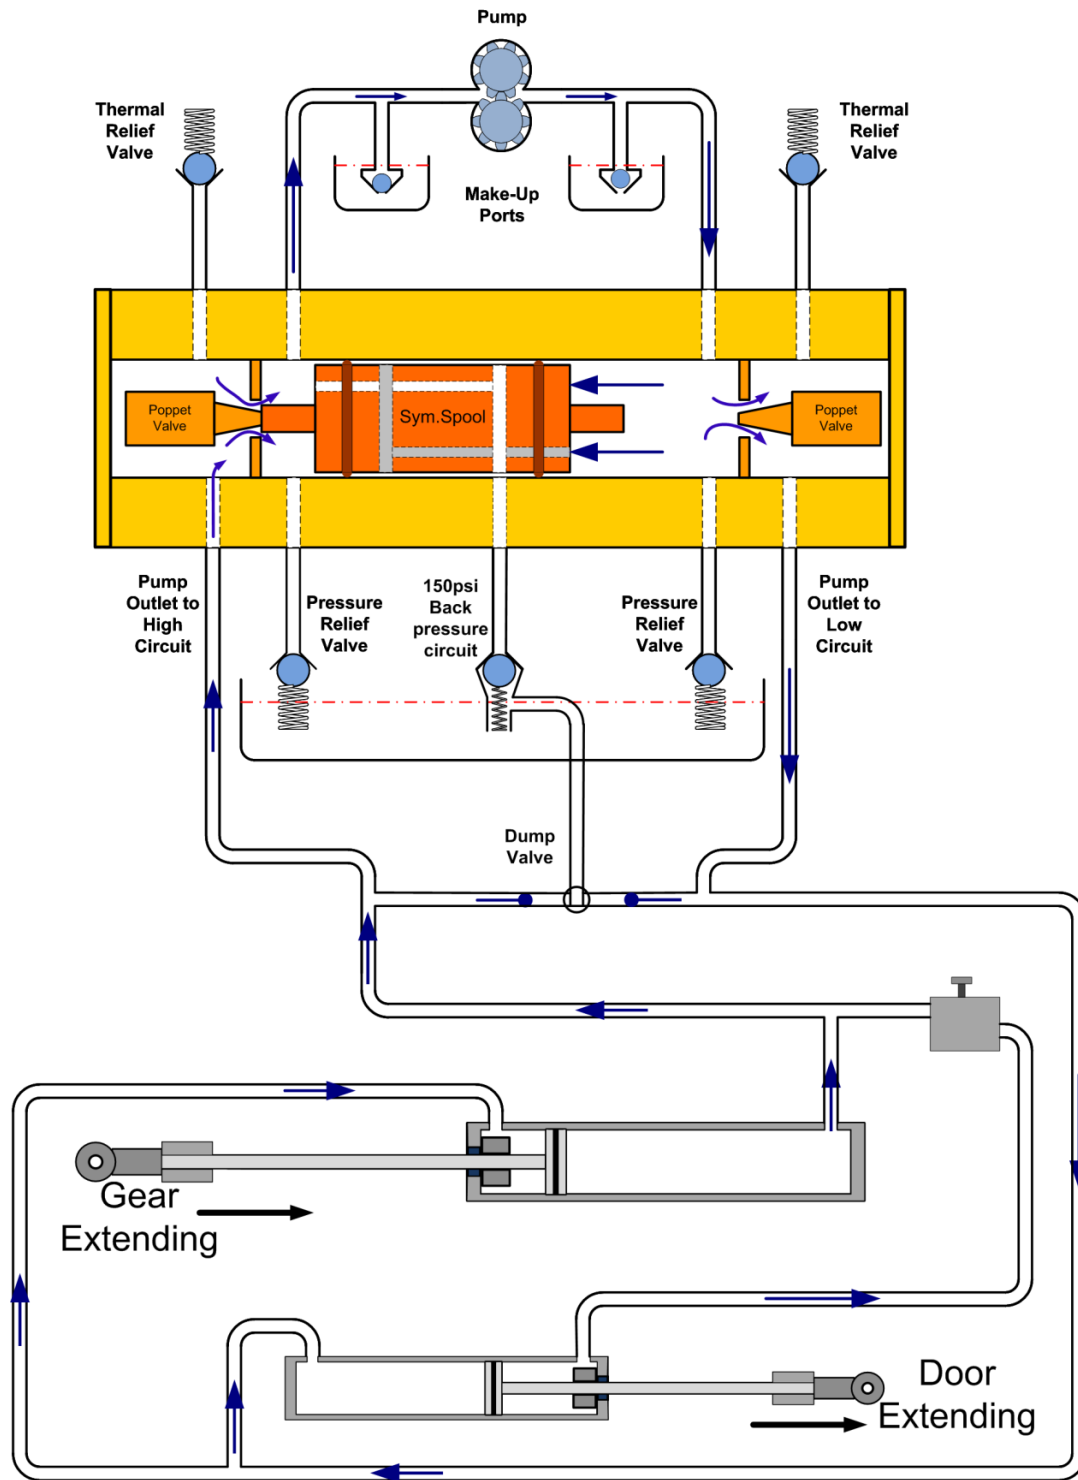 Pump
Thermal
Relief
Valve
Thermal
Relief
Valve
Make-Up
Ports
Poppet
Valve
Sym.Spool
Poppet
Valve
Pump
Outlet to
High
Circuit
Pressure
Relief
Valve
150psi
Back
pressure
circuit
Pressure
Relief
Valve
Pump
Outlet to
Low
Circuit
Dump
Valve
Gear
Extending
Door
Extending